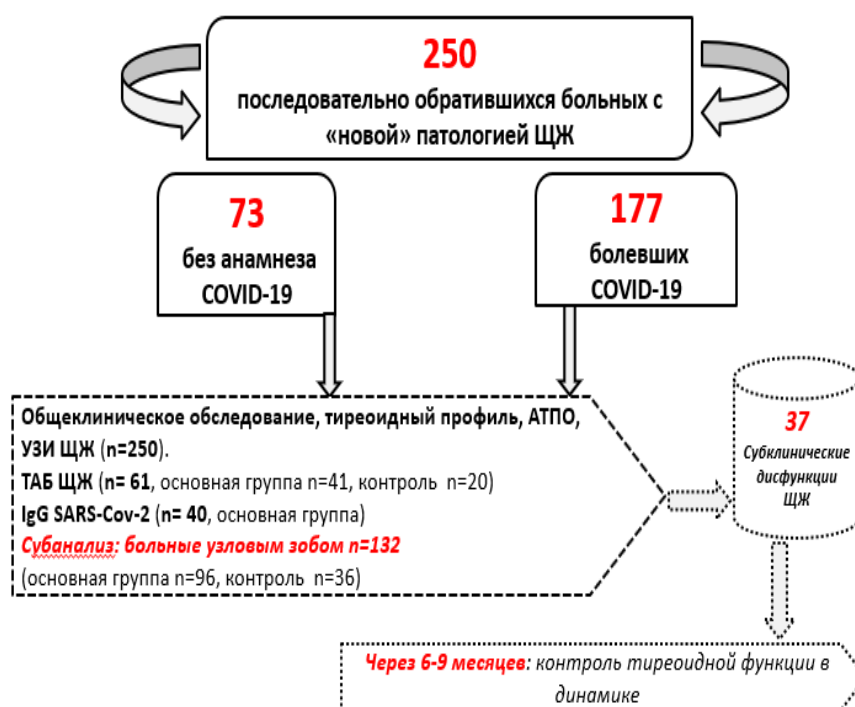 250
последовательно обратившихся больных с
«новой» патологией ЩЖ
73
без анамнеза
COVID-19
177
болевших
COVID-19
Общеклиническое обследование, тиреоидный профиль, АТПО,
УЗИ ЩЖ (n=250).
ТАБ ЩЖ (n= 61, основная группа n=41, контроль n=20)
IgG SARS-Cov-2 (n= 40, основная группа)
Субанализ: больные узловым зобом n=132
(основная группа n=96, контроль n=36)
37
Субклинические
дисфункции
ЩЖ
Через 6-9 месяцев: контроль тиреоидной функции в
динамике